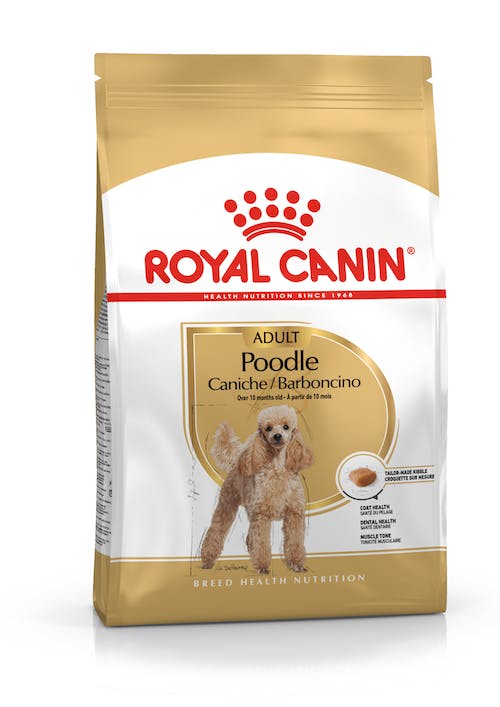 ROYAL CANIN®
HEALTH NUTRITION SINCE 1968
ADULT
Poodle
Caniche/Barboncino
Over 10 months old - À partir de 10 mois
TAILOR-MADE KIBBLE
CROQUETTE SUR MESURE
COAT HEALTH
SANTÉ DU PELAGE
DENTAL HEALTH
SANTÉ DENTAIRE
MUSCLE TONE
TONICITÉ MUSCULAIRE
BREED HEALTH NUTRITION